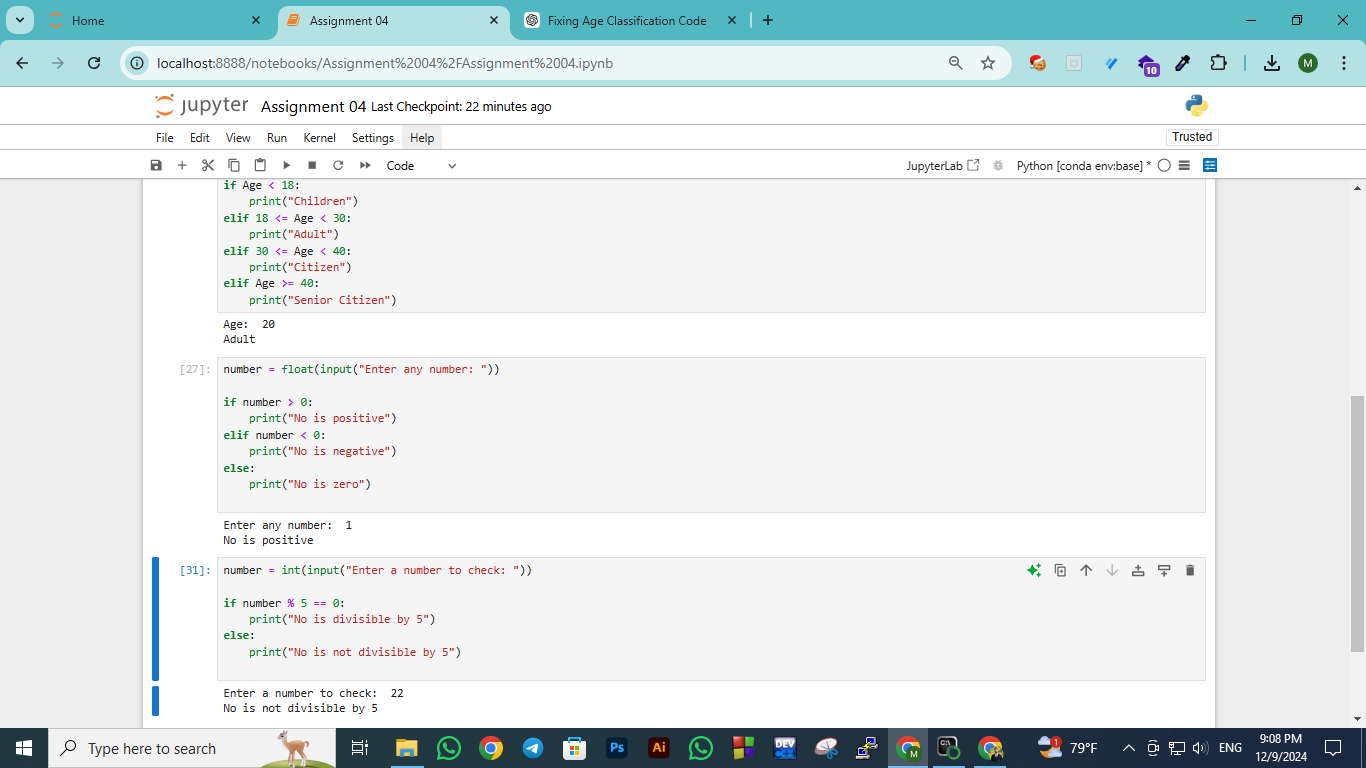 Home
Assignment 04
Fixing Age Classification Code
localhost:8888/notebooks/Assignment%2004%2FAssignment%2004.ipynb
10
M
jupyter Assignment 04 Last Checkpoint: 22 minutes ago
File Edit View Run Kernel Settings Help
Trusted
Code
JupyterLab
Python [conda env:base] *
if Age < 18:
    print("Children")
elif 18 <= Age < 30:
    print("Adult")
elif 30 <= Age < 40:
    print("Citizen")
elif Age >= 40:
    print("Senior Citizen")
Age:  20
Adult
[27]: number = float(input("Enter any number: "))
if number > 0:
    print("No is positive")
elif number < 0:
    print("No is negative")
else:
    print("No is zero")
Enter any number:  1
No is positive
[31]: number = int(input("Enter a number to check: "))
if number % 5 == 0:
    print("No is divisible by 5")
else:
    print("No is not divisible by 5")
Enter a number to check:  22
No is not divisible by 5
Type here to search
Ps
Ai
DEV
M
1
79°F
ENG
9:08 PM
12/9/2024